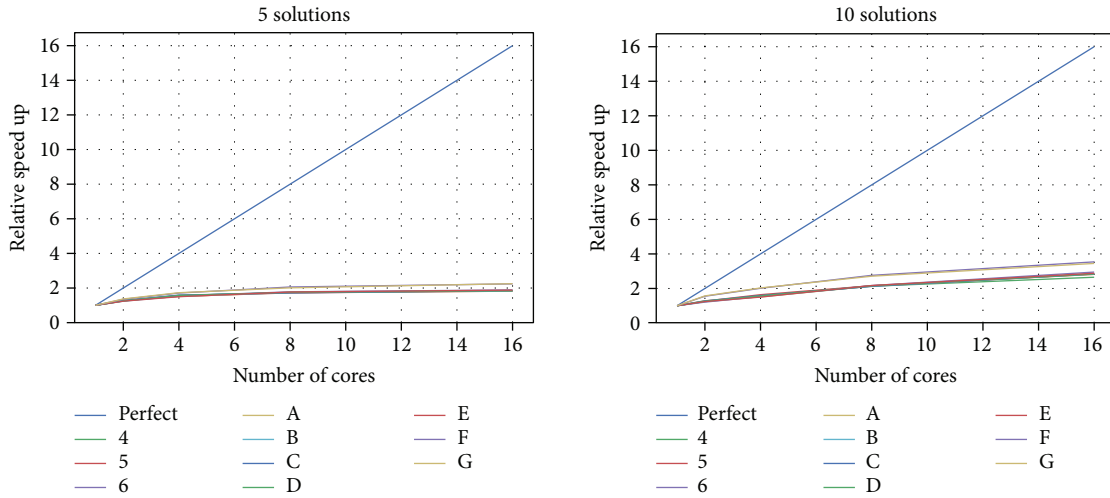 5 solutions
16
14
12
10
8
6
4
2
0
Relative speed up
2 4 6 8 10 12 14 16
Number of cores
Perfect A E
4 B F
5 C G
6 D
10 solutions
16
14
12
10
8
6
4
2
0
Relative speed up
2 4 6 8 10 12 14 16
Number of cores
Perfect A E
4 B F
5 C G
6 D